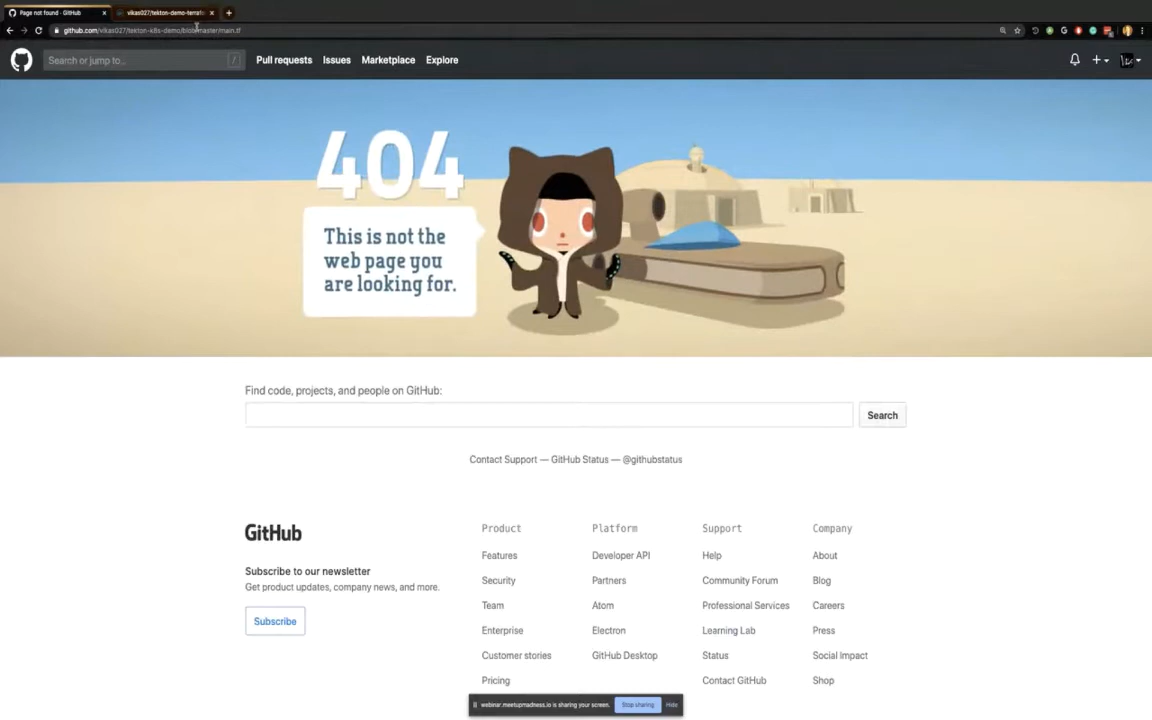 Page not found · GitHub
vikas027/tekton-demo-terraf
github.com/vikas027/tekton-k8s-demo/blob/master/main.tf
Search or jump to...
/
Pull requests
Issues
Marketplace
Explore
404
This is not the
web page you
are looking for.
Find code, projects, and people on GitHub:
Search
Contact Support — GitHub Status — @githubstatus
GitHub
Subscribe to our newsletter
Get product updates, company news, and more.
Subscribe
Product
Features
Security
Team
Enterprise
Customer stories
Pricing
Platform
Developer API
Partners
Atom
Electron
GitHub Desktop
Support
Help
Community Forum
Professional Services
Learning Lab
Status
Contact GitHub
Company
About
Blog
Careers
Press
Social Impact
Shop
webinar.meetupmadness.io is sharing your screen.
Stop sharing
Hide